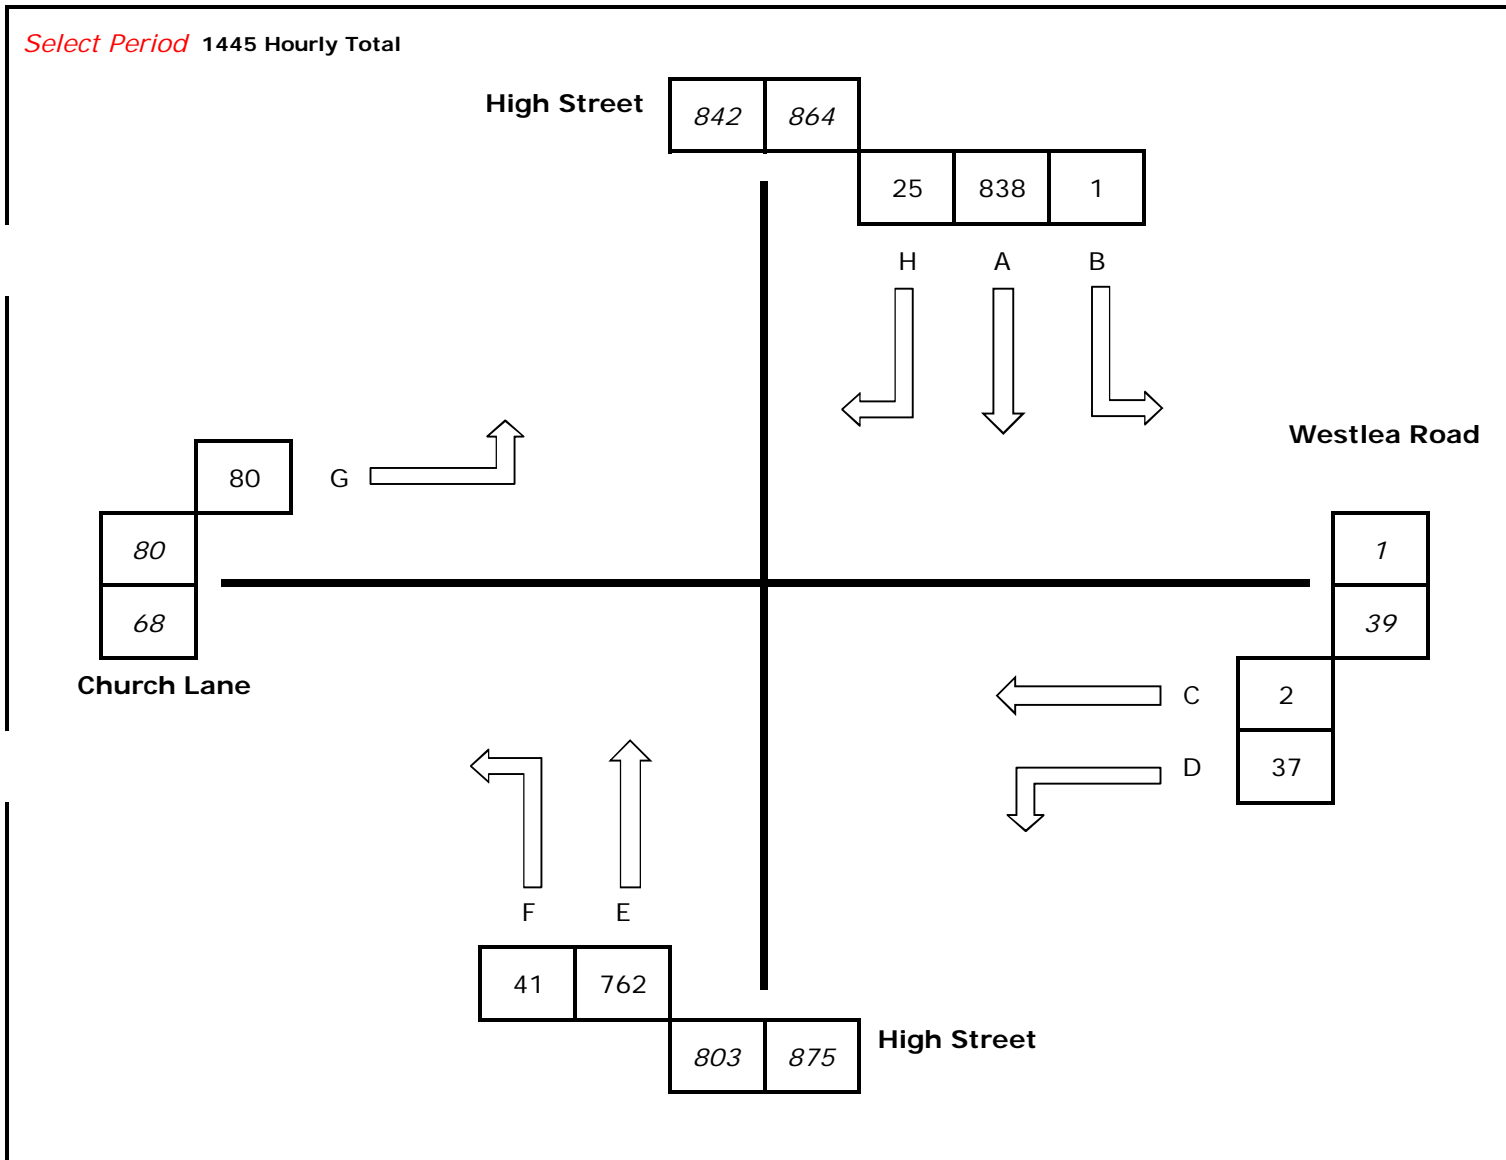 Select Period 1445 Hourly Total
High Street 842 864
25 838 1
H A B
Westlea Road
80 G
80
68
Church Lane
1
39
C 2
D 37
F E
41 762
803 875 High Street